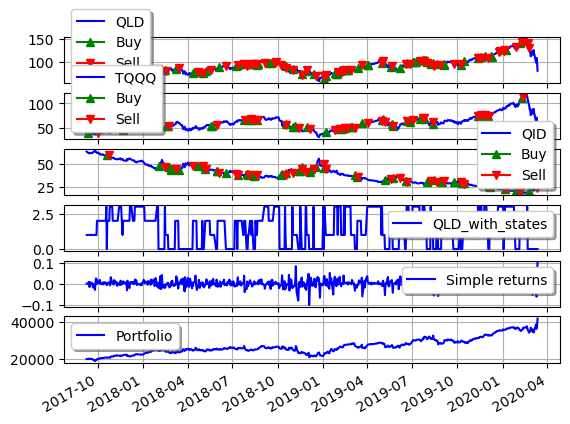 QLD
Buy
Sell
150
100
TQQQ
Buy
Sell
100
50
QID
Buy
Sell
50
25
QLD_with_states
2.5
0.0
Simple returns
0.1
0.0
−0.1
Portfolio
40000
20000
2017-10 2018-01 2018-04 2018-07 2018-10 2019-01 2019-04 2019-07 2019-10 2020-01 2020-04